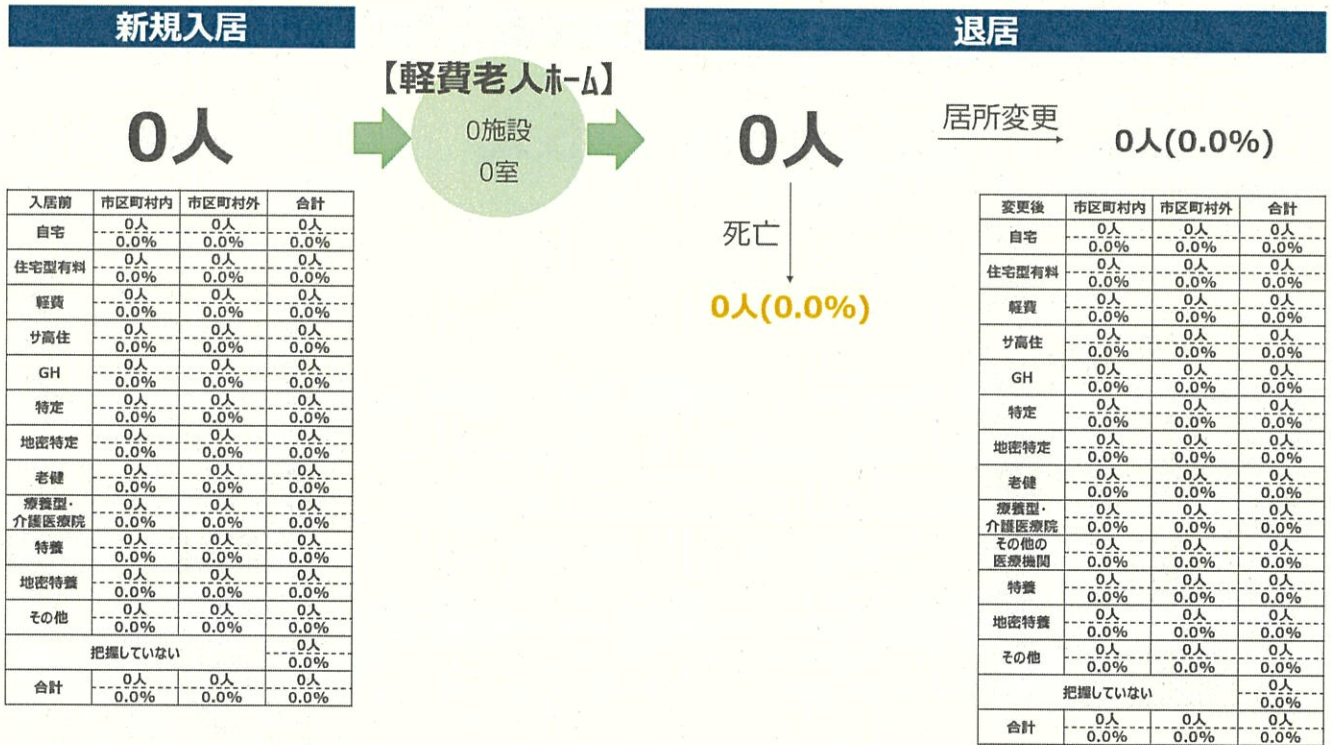 新規入居
退居
【軽費老人ホーム】
0施設
0室
0人
0人
居所変更
0人(0.0%)
死亡
0人(0.0%)
入居前 市区町村内 市区町村外 合計
自宅 0人 0人 0人
0.0% 0.0% 0.0%
住宅型有料 0人 0人 0人
0.0% 0.0% 0.0%
軽費 0人 0人 0人
0.0% 0.0% 0.0%
サ高住 0人 0人 0人
0.0% 0.0% 0.0%
GH 0人 0人 0人
0.0% 0.0% 0.0%
特定 0人 0人 0人
0.0% 0.0% 0.0%
地密特定 0人 0人 0人
0.0% 0.0% 0.0%
老健 0人 0人 0人
0.0% 0.0% 0.0%
療養型・ 0人 0人 0人
介護医療院 0.0% 0.0% 0.0%
特養 0人 0人 0人
0.0% 0.0% 0.0%
地密特養 0人 0人 0人
0.0% 0.0% 0.0%
その他 0人 0人 0人
0.0% 0.0% 0.0%
把握していない 0人
0.0%
合計 0人 0人 0人
0.0% 0.0% 0.0%
変更後 市区町村内 市区町村外 合計
自宅 0人 0人 0人
0.0% 0.0% 0.0%
住宅型有料 0人 0人 0人
0.0% 0.0% 0.0%
軽費 0人 0人 0人
0.0% 0.0% 0.0%
サ高住 0人 0人 0人
0.0% 0.0% 0.0%
GH 0人 0人 0人
0.0% 0.0% 0.0%
特定 0人 0人 0人
0.0% 0.0% 0.0%
地密特定 0人 0人 0人
0.0% 0.0% 0.0%
老健 0人 0人 0人
0.0% 0.0% 0.0%
療養型・ 0人 0人 0人
介護医療院 0.0% 0.0% 0.0%
その他の 0人 0人 0人
医療機関 0.0% 0.0% 0.0%
特養 0人 0人 0人
0.0% 0.0% 0.0%
地密特養 0人 0人 0人
0.0% 0.0% 0.0%
その他 0人 0人 0人
0.0% 0.0% 0.0%
把握していない 0人
0.0%
合計 0人 0人 0人
0.0% 0.0% 0.0%